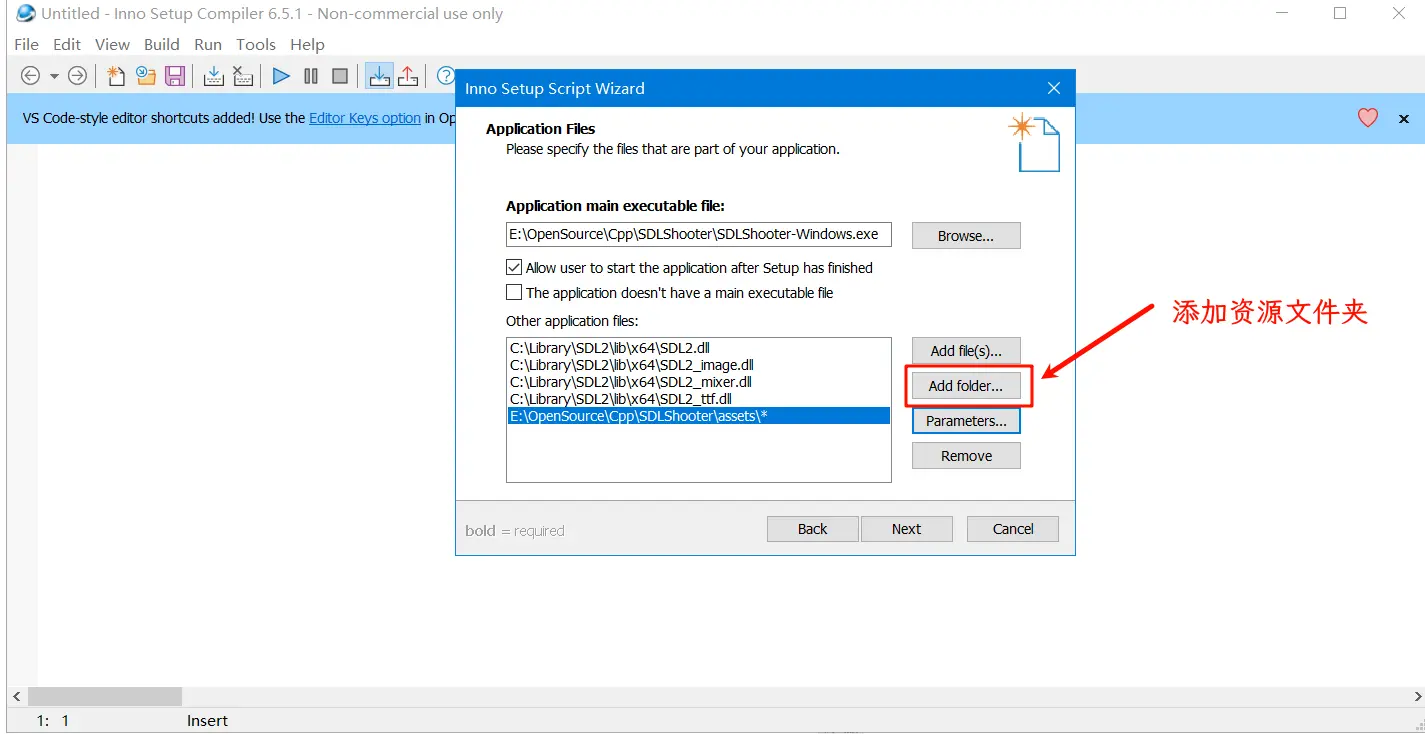 Untitled - Inno Setup Compiler 6.5.1 - Non-commercial use only
File Edit View Build Run Tools Help
VS Code-style editor shortcuts added! Use the Editor Keys option in Op
Inno Setup Script Wizard
Application Files
Please specify the files that are part of your application.
Application main executable file:
E:\OpenSource\Cpp\SDLShooter\SDLShooter-Windows.exe
Browse...
Allow user to start the application after Setup has finished
The application doesn't have a main executable file
Other application files:
C:\Library\SDL2\lib\x64\SDL2.dll
C:\Library\SDL2\lib\x64\SDL2_image.dll
C:\Library\SDL2\lib\x64\SDL2_mixer.dll
C:\Library\SDL2\lib\x64\SDL2_ttf.dll
E:\OpenSource\Cpp\SDLShooter\assets\*
Add file(s)...
Add folder...
Parameters...
Remove
添加资源文件夹
bold = required
Back
Next
Cancel
1: 1
Insert